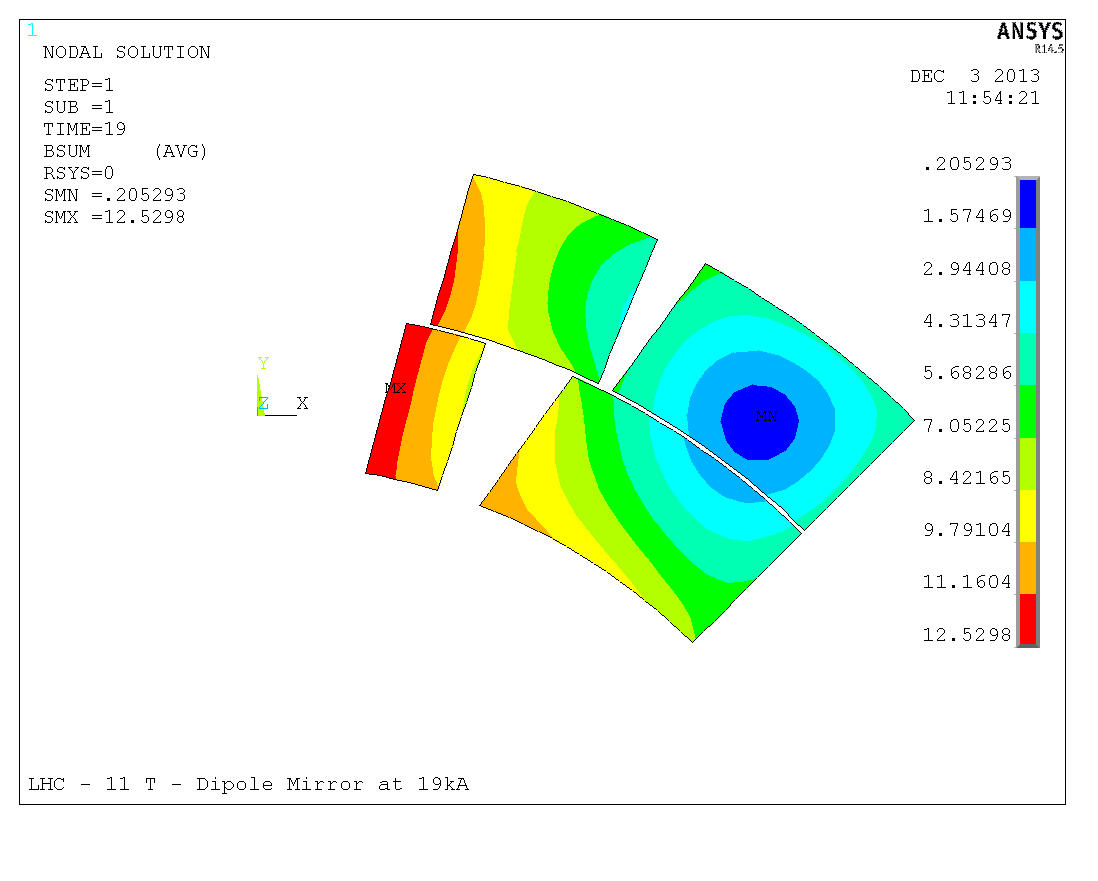 1
ANSYS
R14.5
NODAL SOLUTION
STEP=1
SUB =1
TIME=19
BSUM     (AVG)
RSYS=0
SMN =.205293
SMX =12.5298
DEC  3 2013
11:54:21
.205293
1.57469
2.94408
4.31347
5.68286
7.05225
8.42165
9.79104
11.1604
12.5298
Y
Z
X
MX
MN
LHC - 11 T - Dipole Mirror at 19kA